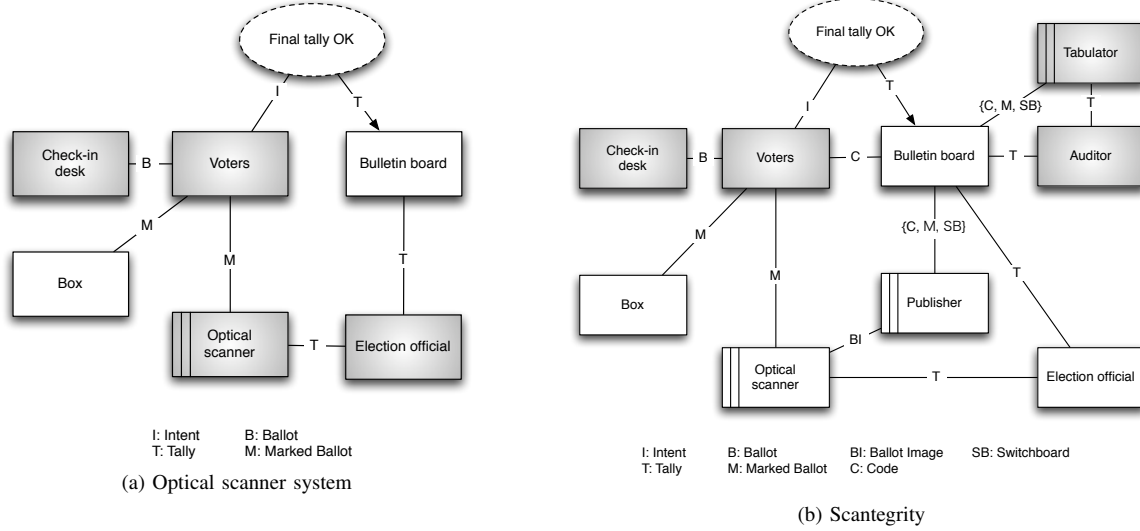 Final tally OK
I
T
Check-in
desk
B
Voters
Bulletin board
M
M
T
Box
Optical
scanner
T
Election official
I: Intent
B: Ballot
T: Tally
M: Marked Ballot
(a) Optical scanner system
Final tally OK
Tabulator
I
T
{C, M, SB}
T
Check-in desk
B
Voters
C
Bulletin board
T
Auditor
M
M
{C, M, SB}
T
Box
Publisher
BI
Optical
scanner
T
Election official
I: Intent
B: Ballot
BI: Ballot Image
SB: Switchboard
T: Tally
M: Marked Ballot
C: Code
(b) Scantegrity